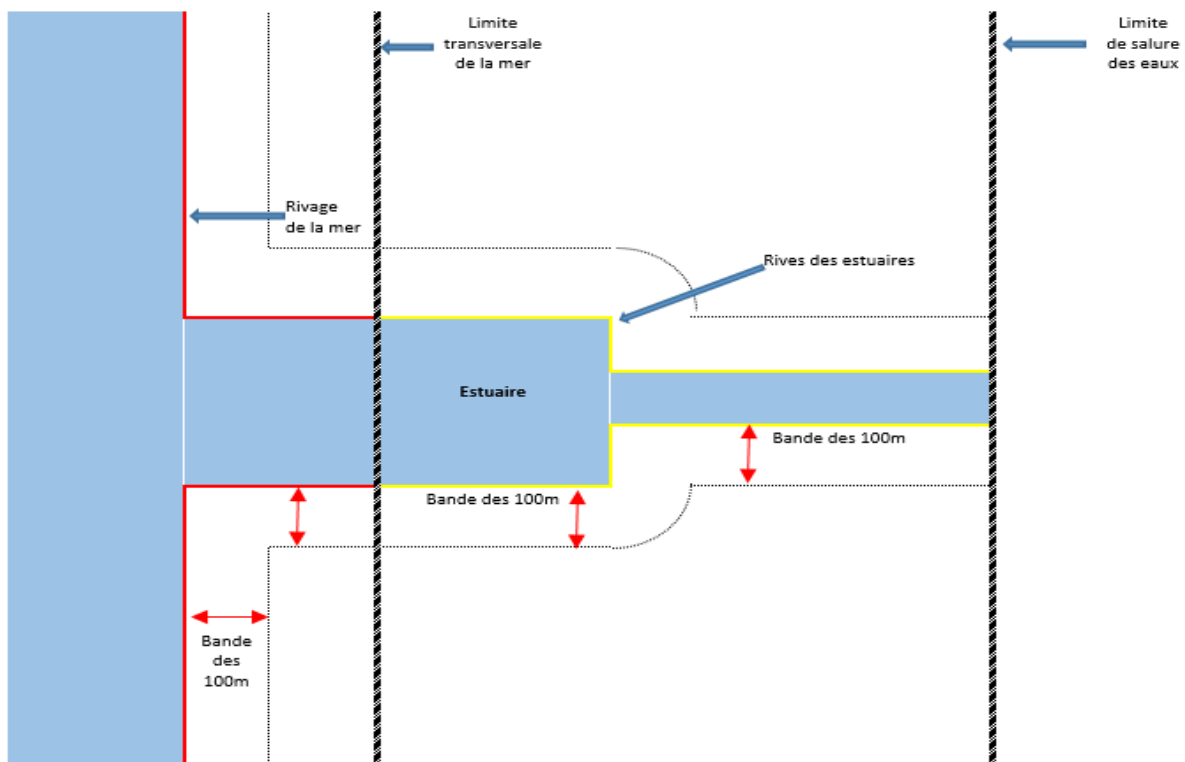 Limite
transversale
de la mer
Limite
de salure
des eaux
Rivage
de la mer
Rives des estuaires
Estuaire
Bande des 100m
Bande des 100m
Bande
des
100m